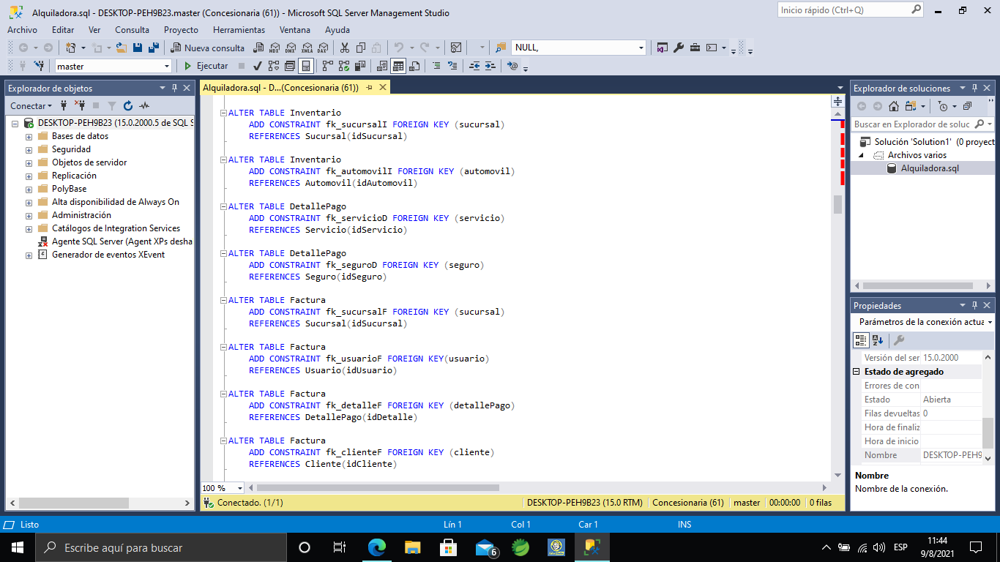 Alquiladora.sql - DESKTOP-PEH9B23.master (Concesionaria (61)) - Microsoft SQL Server Management Studio
Inicio rápido (Ctrl+Q)
Archivo Editar Ver Consulta Proyecto Herramientas Ventana Ayuda
Nueva consulta
MDX DMX XMLA DAX
NULL,
master
Ejecutar
Explorador de objetos
Conectar
DESKTOP-PEH9B23 (15.0.2000.5 de SQL S
Bases de datos
Seguridad
Objetos de servidor
Replicación
PolyBase
Alta disponibilidad de Always On
Administración
Catálogos de Integration Services
Agente SQL Server (Agent XPs desha
Generador de eventos XEvent
Alquiladora.sql - D...(Concesionaria (61))
ALTER TABLE Inventario
ADD CONSTRAINT fk_sucursalI FOREIGN KEY (sucursal)
REFERENCES Sucursal(idSucursal)
ALTER TABLE Inventario
ADD CONSTRAINT fk_automovilI FOREIGN KEY (automovil)
REFERENCES Automovil(idAutomovil)
ALTER TABLE DetallePago
ADD CONSTRAINT fk_servicioD FOREIGN KEY (servicio)
REFERENCES Servicio(idServicio)
ALTER TABLE DetallePago
ADD CONSTRAINT fk_seguroD FOREIGN KEY (seguro)
REFERENCES Seguro(idSeguro)
ALTER TABLE Factura
ADD CONSTRAINT fk_sucursalF FOREIGN KEY (sucursal)
REFERENCES Sucursal(idSucursal)
ALTER TABLE Factura
ADD CONSTRAINT fk_usuarioF FOREIGN KEY(usuario)
REFERENCES Usuario(idUsuario)
ALTER TABLE Factura
ADD CONSTRAINT fk_detalleF FOREIGN KEY (detallePago)
REFERENCES DetallePago(idDetalle)
ALTER TABLE Factura
ADD CONSTRAINT fk_clienteF FOREIGN KEY (cliente)
REFERENCES Cliente(idCliente)
100 %
Conectado. (1/1)
DESKTOP-PEH9B23 (15.0 RTM) Concesionaria (61) master 00:00:00 0 filas
Explorador de soluciones
Buscar en Explorador de soluc
Solución 'Solution1' (0 proyect
Archivos varios
Alquiladora.sql
Propiedades
Parámetros de la conexión actua
Versión del ser 15.0.2000
Estado de agregado
Errores de con
Estado Abierta
Filas devueltas 0
Hora de finaliz
Hora de inicio
Nombre DESKTOP-PEH9
Nombre
Nombre de la conexión.
Listo Lín 1 Col 1 Car 1 INS
Escribe aquí para buscar
6
ESP
11:44
9/8/2021